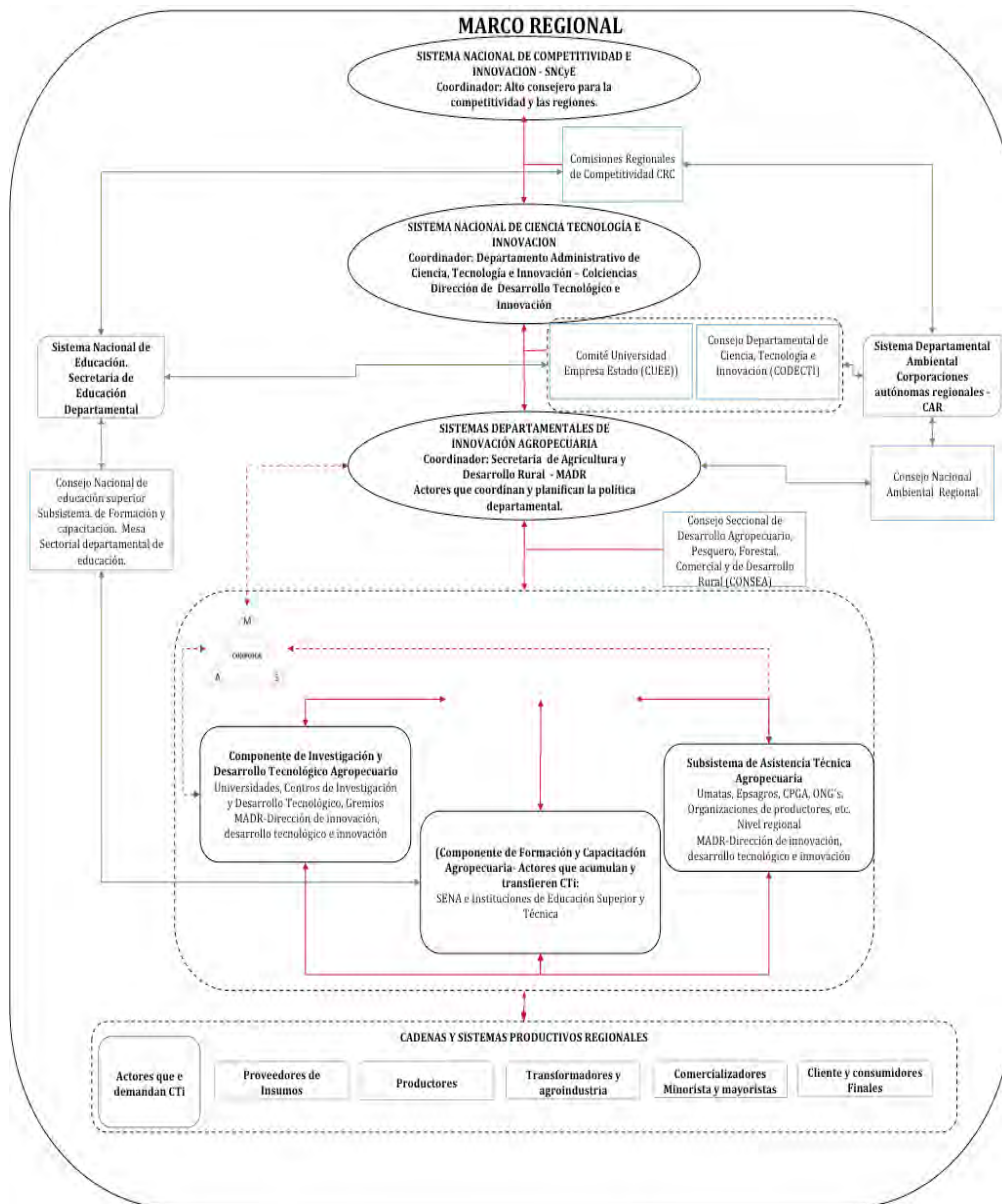 MARCO REGIONAL
SISTEMA NACIONAL DE COMPETITIVIDAD E
INNOVACION - SNCyE
Coordinador: Alto consejero para la
competitividad y las regiones.
Comisiones Regionales
de Competitividad CRC
SISTEMA NACIONAL DE CIENCIA TECNOLOGÍA E
INNOVACION
Coordinador: Departamento Administrativo de
Ciencia, Tecnología e Innovación – Colciencias
Dirección de Desarrollo Tecnológico e
Innovación
Sistema Nacional de
Educación.
Secretaria de
Educación
Departamental
Comité Universidad
Empresa Estado (CUEE))
Consejo Departamental de
Ciencia, Tecnología e
Innovación (CODECTI)
Sistema Departamental
Ambiental
Corporaciones
autónomas regionales -
CAR
SISTEMAS DEPARTAMENTALES DE
INNOVACIÓN AGROPECUARIA
Coordinador: Secretaria de Agricultura y
Desarrollo Rural - MADR
Actores que coordinan y planifican la política
departamental.
Consejo Nacional de
educación superior
Subsistema. de Formación y
capacitación. Mesa
Sectorial departamental de
educación.
Consejo Nacional
Ambiental Regional
Consejo Seccional de
Desarrollo Agropecuario,
Pesquero, Forestal,
Comercial y de Desarrollo
Rural (CONSEA)
M
A
S
Componente de Investigación y
Desarrollo Tecnológico Agropecuario
Universidades, Centros de Investigación
y Desarrollo Tecnológico, Gremios
MADR-Dirección de innovación,
desarrollo tecnológico e innovación
(Componente de Formación y Capacitación
Agropecuaria- Actores que acumulan y
transfieren CTi:
SENA e Instituciones de Educación Superior y
Técnica
Subsistema de Asistencia Técnica
Agropecuaria
Umatas, Epsagros, CPGA, ONG´s,
Organizaciones de productores, etc.
Nivel regional
MADR-Dirección de innovación,
desarrollo tecnológico e innovación
CADENAS Y SISTEMAS PRODUCTIVOS REGIONALES
Actores que e
demandan CTi
Proveedores de
Insumos
Productores
Transformadores y
agroindustria
Comercializadores
Minorista y mayoristas
Cliente y consumidores
Finales